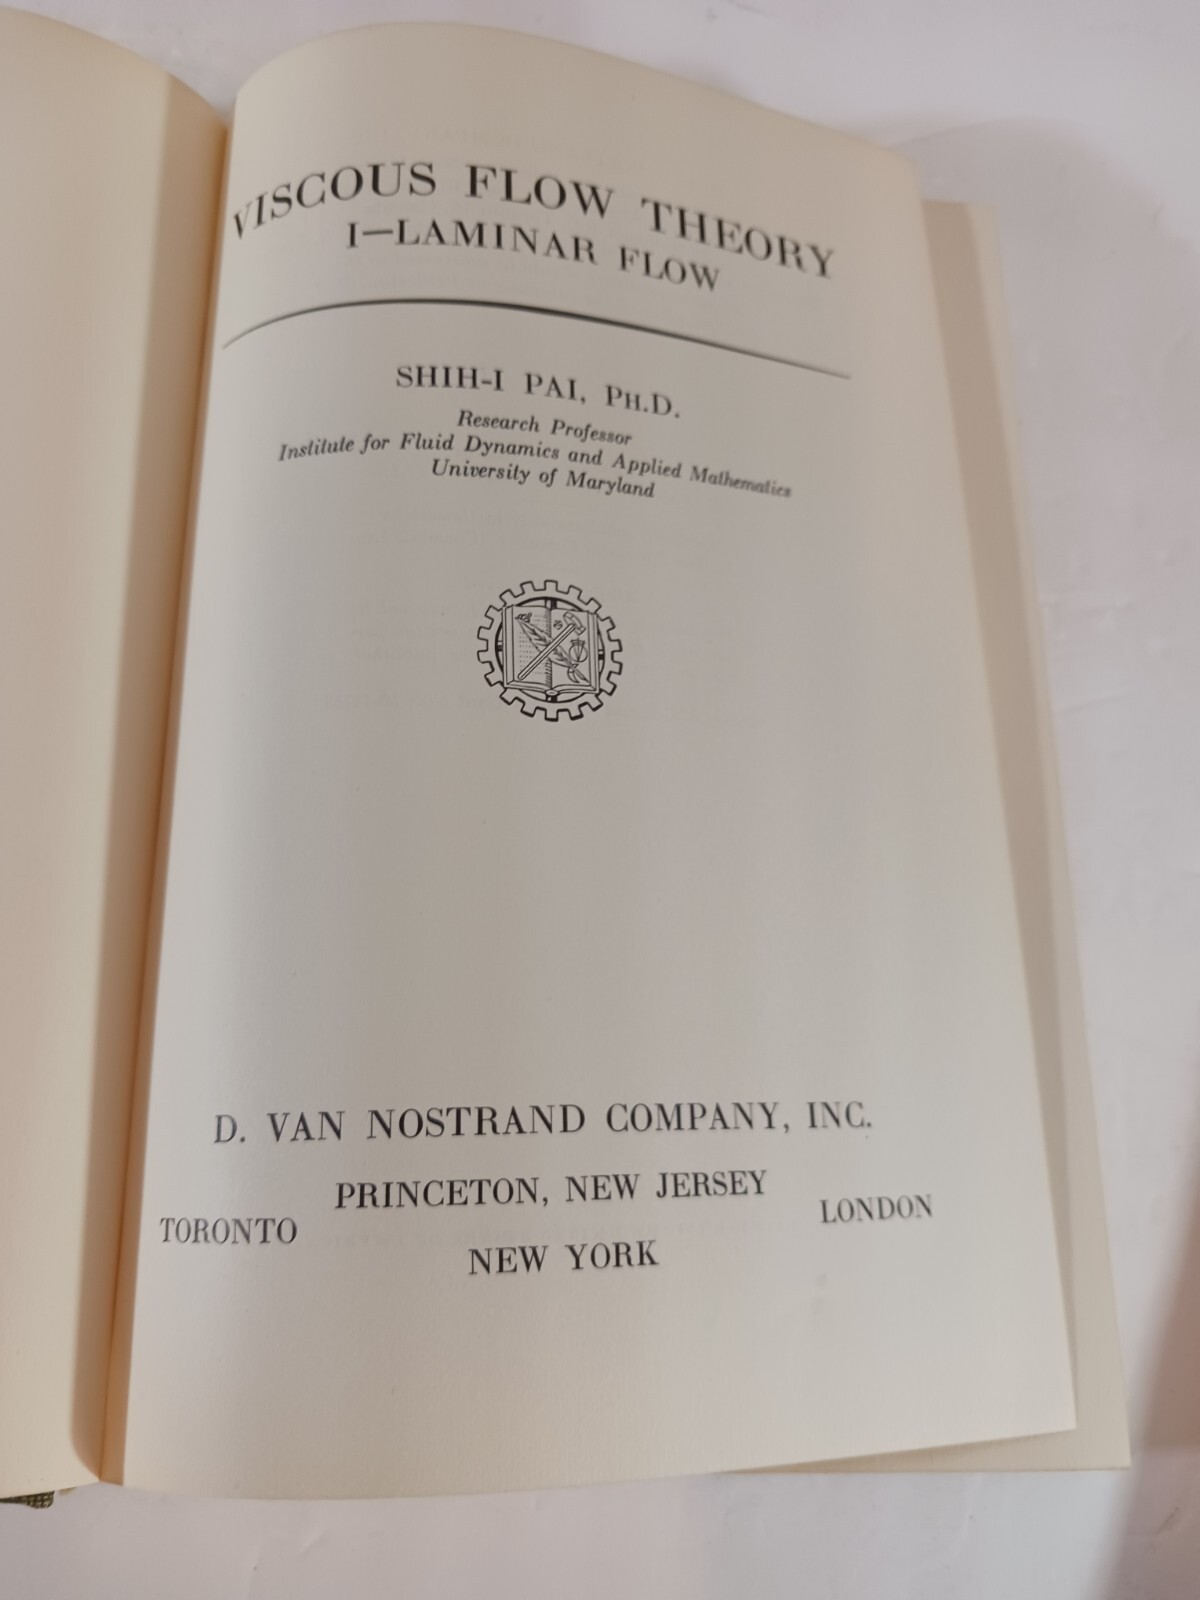 VISCOUS FLOW THEORY
I—LAMINAR FLOW
SHIH-I PAI, PH.D.
Research Professor
Institute for Fluid Dynamics and Applied Mathematics
University of Maryland
D. VAN NOSTRAND COMPANY, INC.
PRINCETON, NEW JERSEY
TORONTO LONDON
NEW YORK